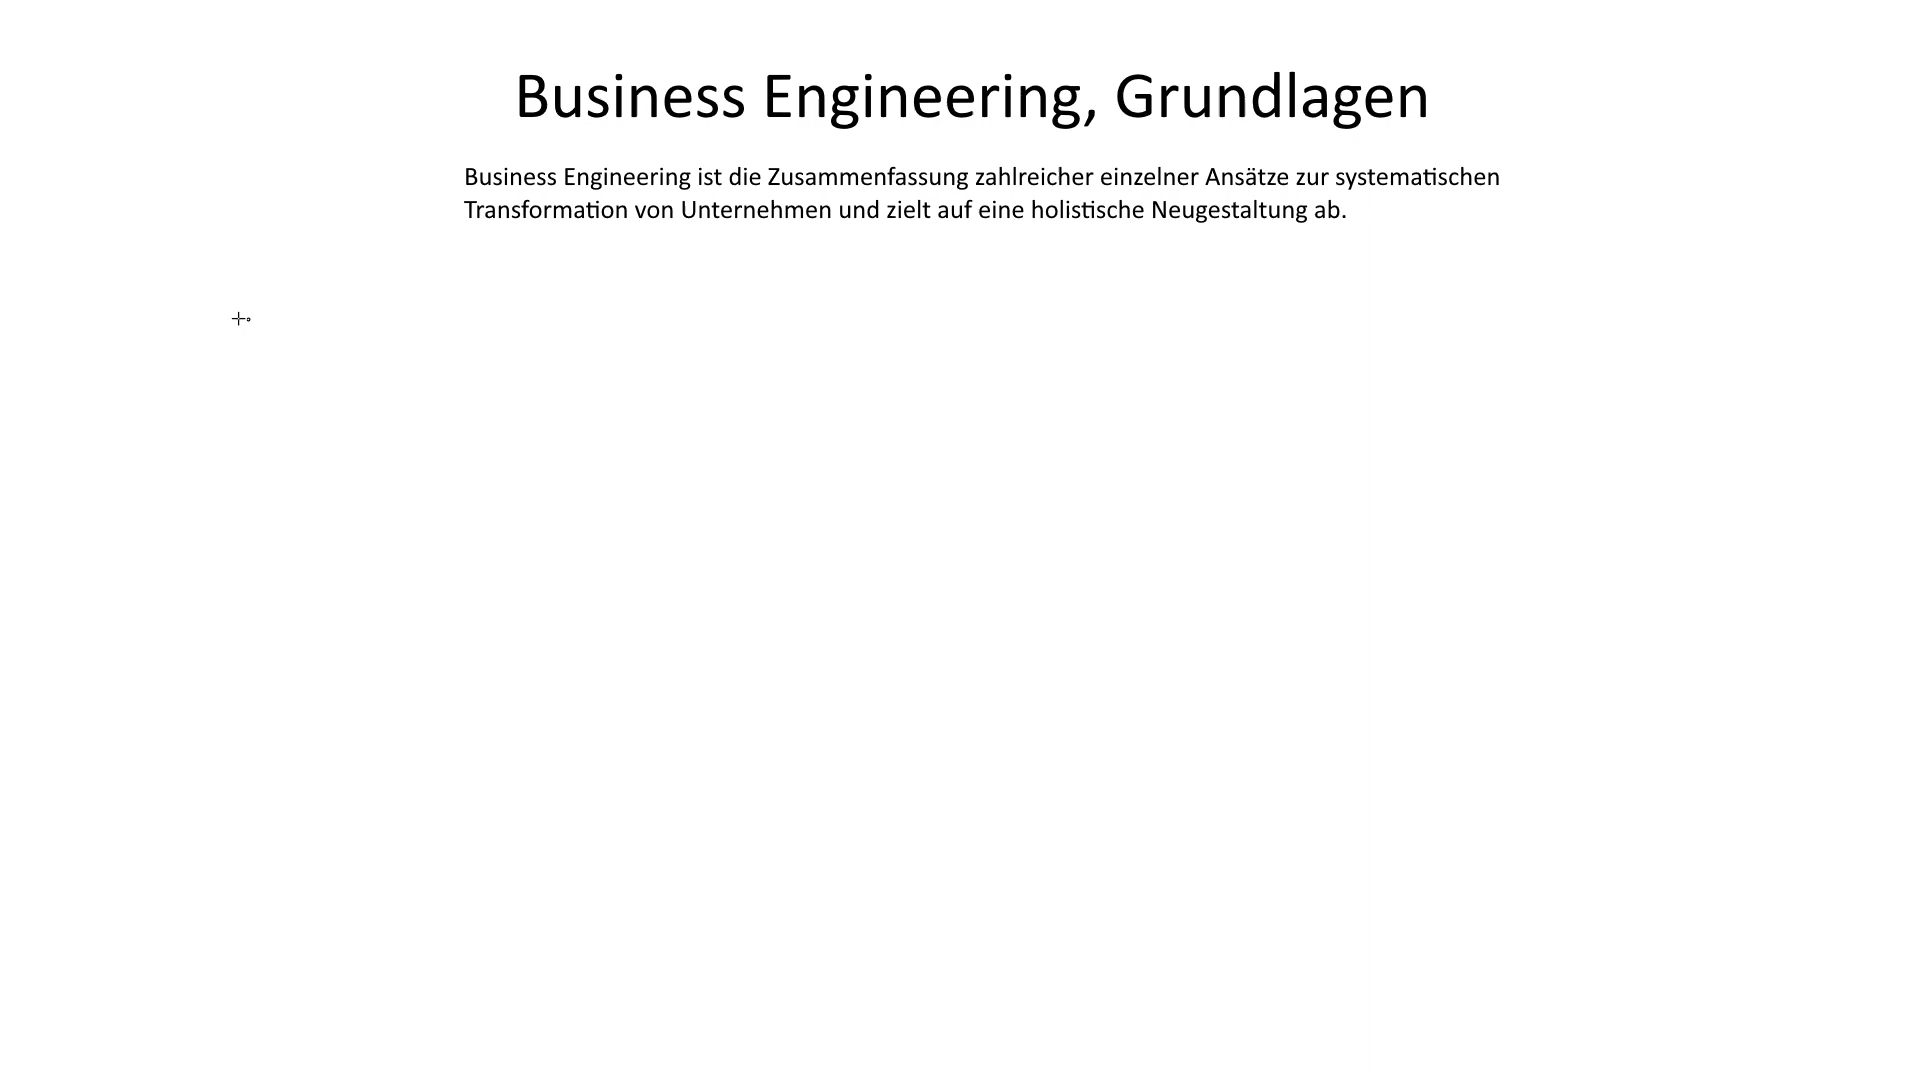 Business Engineering, Grundlagen
Business Engineering ist die Zusammenfassung zahlreicher einzelner Ansätze zur systematischen
Transformation von Unternehmen und zielt auf eine holistische Neugestaltung ab.